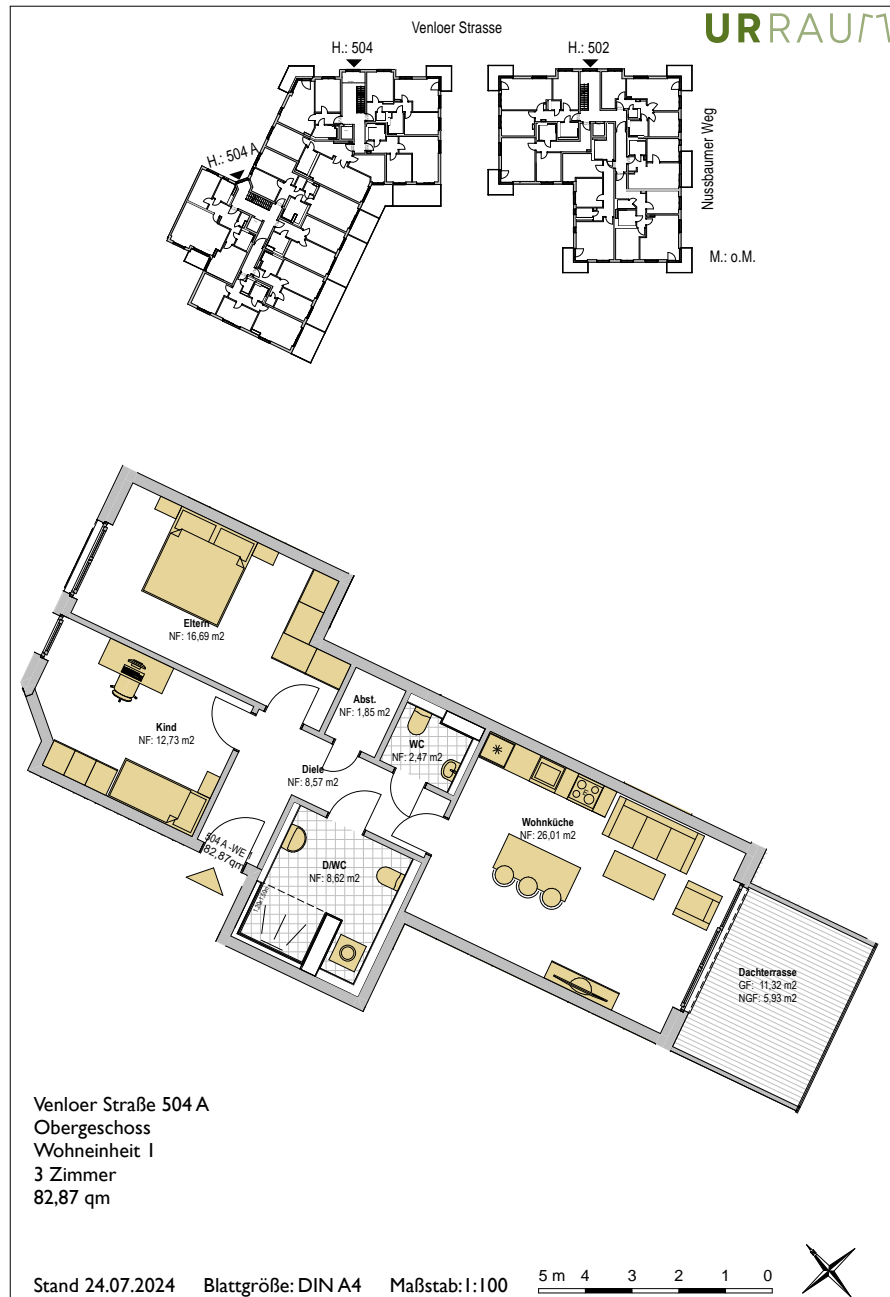 Venloer Strasse
URRAUM
H.: 504
H.: 502
H.: 504 A
Nussbaumer Weg
M.: o.M.
Eltern
NF: 16,69 m2
Kind
NF: 12,73 m2
Abst.
NF: 1,85 m2
WC
NF: 2,47 m2
Diele
NF: 8,57 m2
Wohnküche
NF: 26,01 m2
504 A -WE 1
82,87qm
D/WC
NF: 8,62 m2
Dachterrasse
GF: 11,32 m2
NGF: 5,93 m2
Venloer Straße 504 A
Obergeschoss
Wohneinheit 1
3 Zimmer
82,87 qm
Stand 24.07.2024 Blattgröße: DIN A4 Maßstab:1:100
5 m 4 3 2 1 0